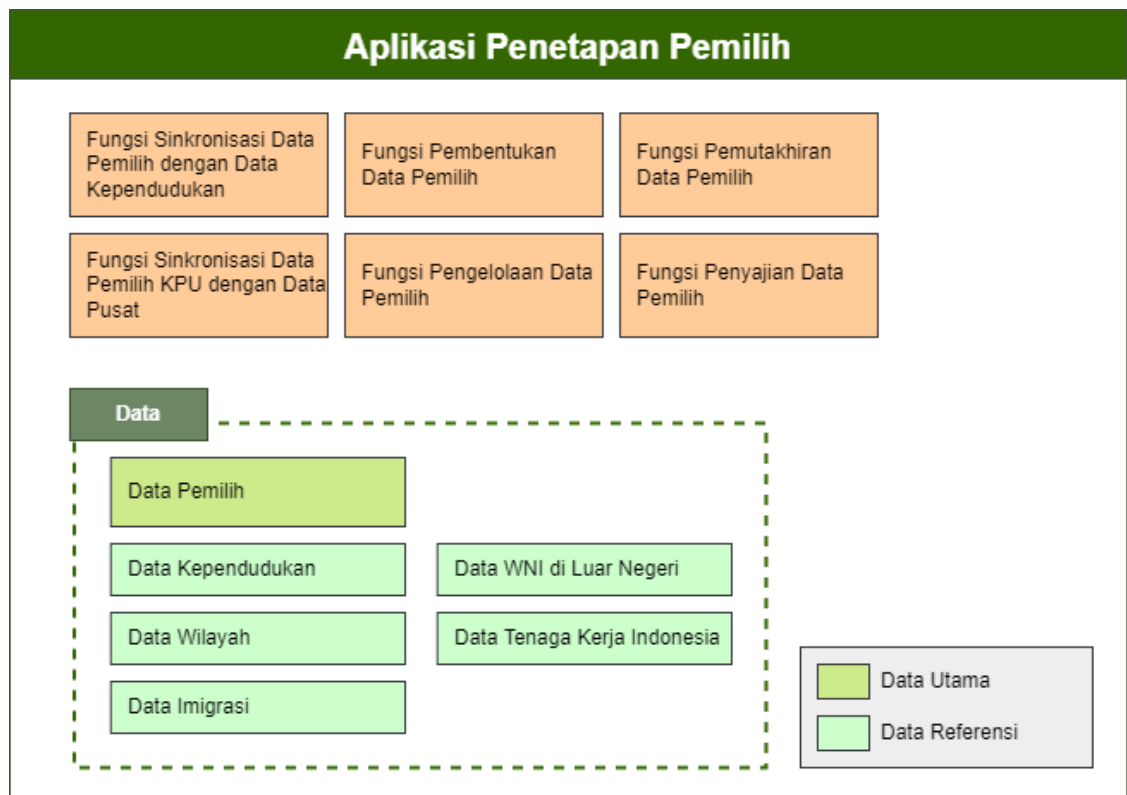 Aplikasi Penetapan Pemilih
Fungsi Sinkronisasi Data
Pemilih dengan Data
Kependudukan
Fungsi Pembentukan
Data Pemilih
Fungsi Pemutakhiran
Data Pemilih
Fungsi Sinkronisasi Data
Pemilih KPU dengan Data
Pusat
Fungsi Pengelolaan Data
Pemilih
Fungsi Penyajian Data
Pemilih
Data
Data Pemilih
Data Kependudukan
Data WNI di Luar Negeri
Data Wilayah
Data Tenaga Kerja Indonesia
Data Imigrasi
Data Utama
Data Referensi